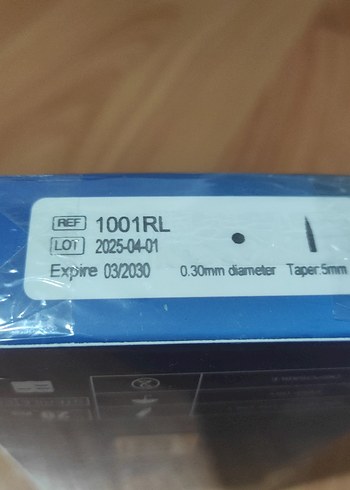 REF 1001RL
LOT 2025-04-01
Expire 03/2030 0.30mm diameter Taper:5mm